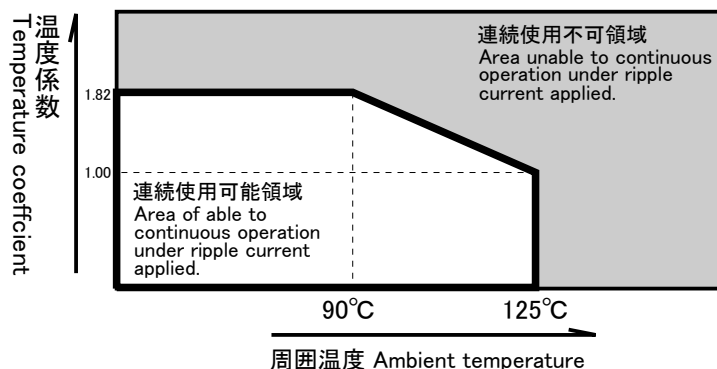 温度係数
Temperature coeffcient
連続使用不可領域
Area unable to continuous
operation under ripple
current applied.
1.82
1.00
連続使用可能領域
Area of able to
continuous operation
under ripple current
applied.
90℃
125℃
周囲温度 Ambient temperature